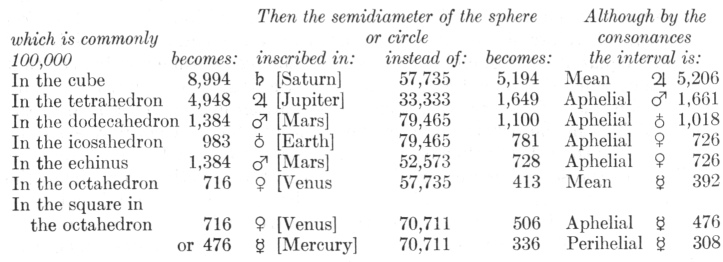 Then the semidiameter of the sphere Although by the
which is commonly or circle consonances
100,000 becomes: inscribed in: instead of: becomes: the interval is:
In the cube 8,994 ♄ [Saturn] 57,735 5,194 Mean ♃ 5,206
In the tetrahedron 4,948 ♃ [Jupiter] 33,333 1,649 Aphelial ♂ 1,661
In the dodecahedron 1,384 ♂ [Mars] 79,465 1,100 Aphelial ♁ 1,018
In the icosahedron 983 ♁ [Earth] 79,465 781 Aphelial ♀ 726
In the echinus 1,384 ♂ [Mars] 52,573 728 Aphelial ♀ 726
In the octahedron 716 ♀ [Venus 57,735 413 Mean ☿ 392
In the square in
the octahedron 716 ♀ [Venus] 70,711 506 Aphelial ☿ 476
or 476 ☿ [Mercury] 70,711 336 Perihelial ☿ 308